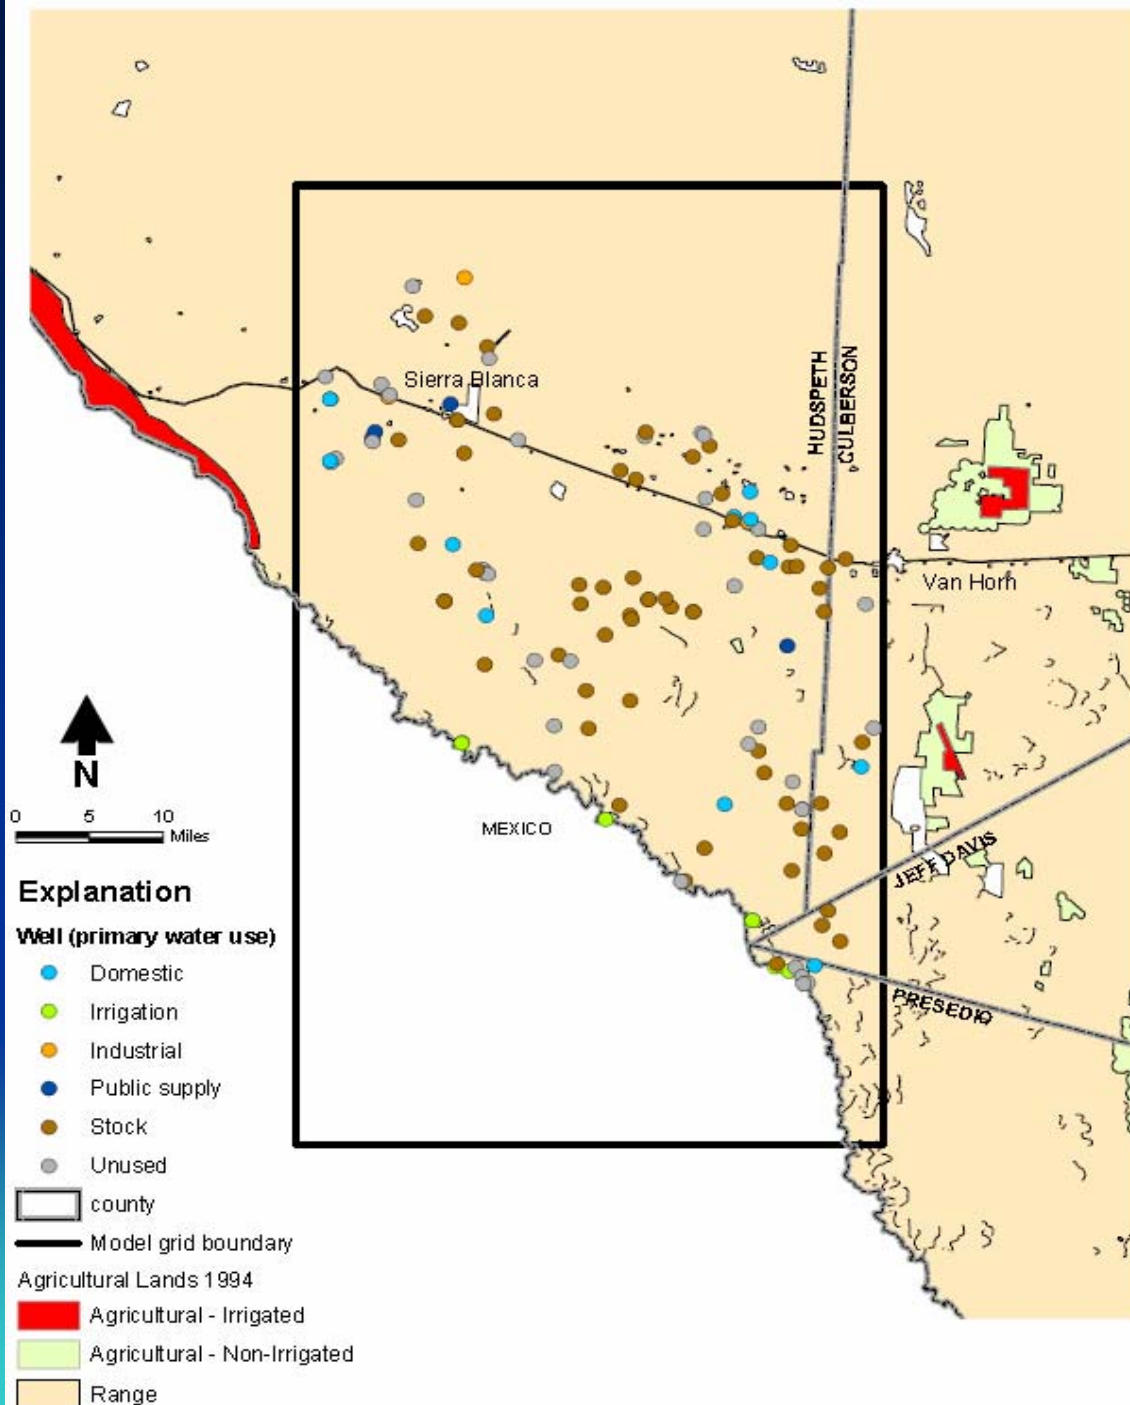 Sierra Blanca
HUDSPETH
CULBERSON
Van Horn
N
0 5 10
Miles
MEXICO
JEFF DAVIS
PRESEDIO
Explanation
Well (primary water use)
Domestic
Irrigation
Industrial
Public supply
Stock
Unused
county
Model grid boundary
Agricultural Lands 1994
Agricultural - Irrigated
Agricultural - Non-Irrigated
Range